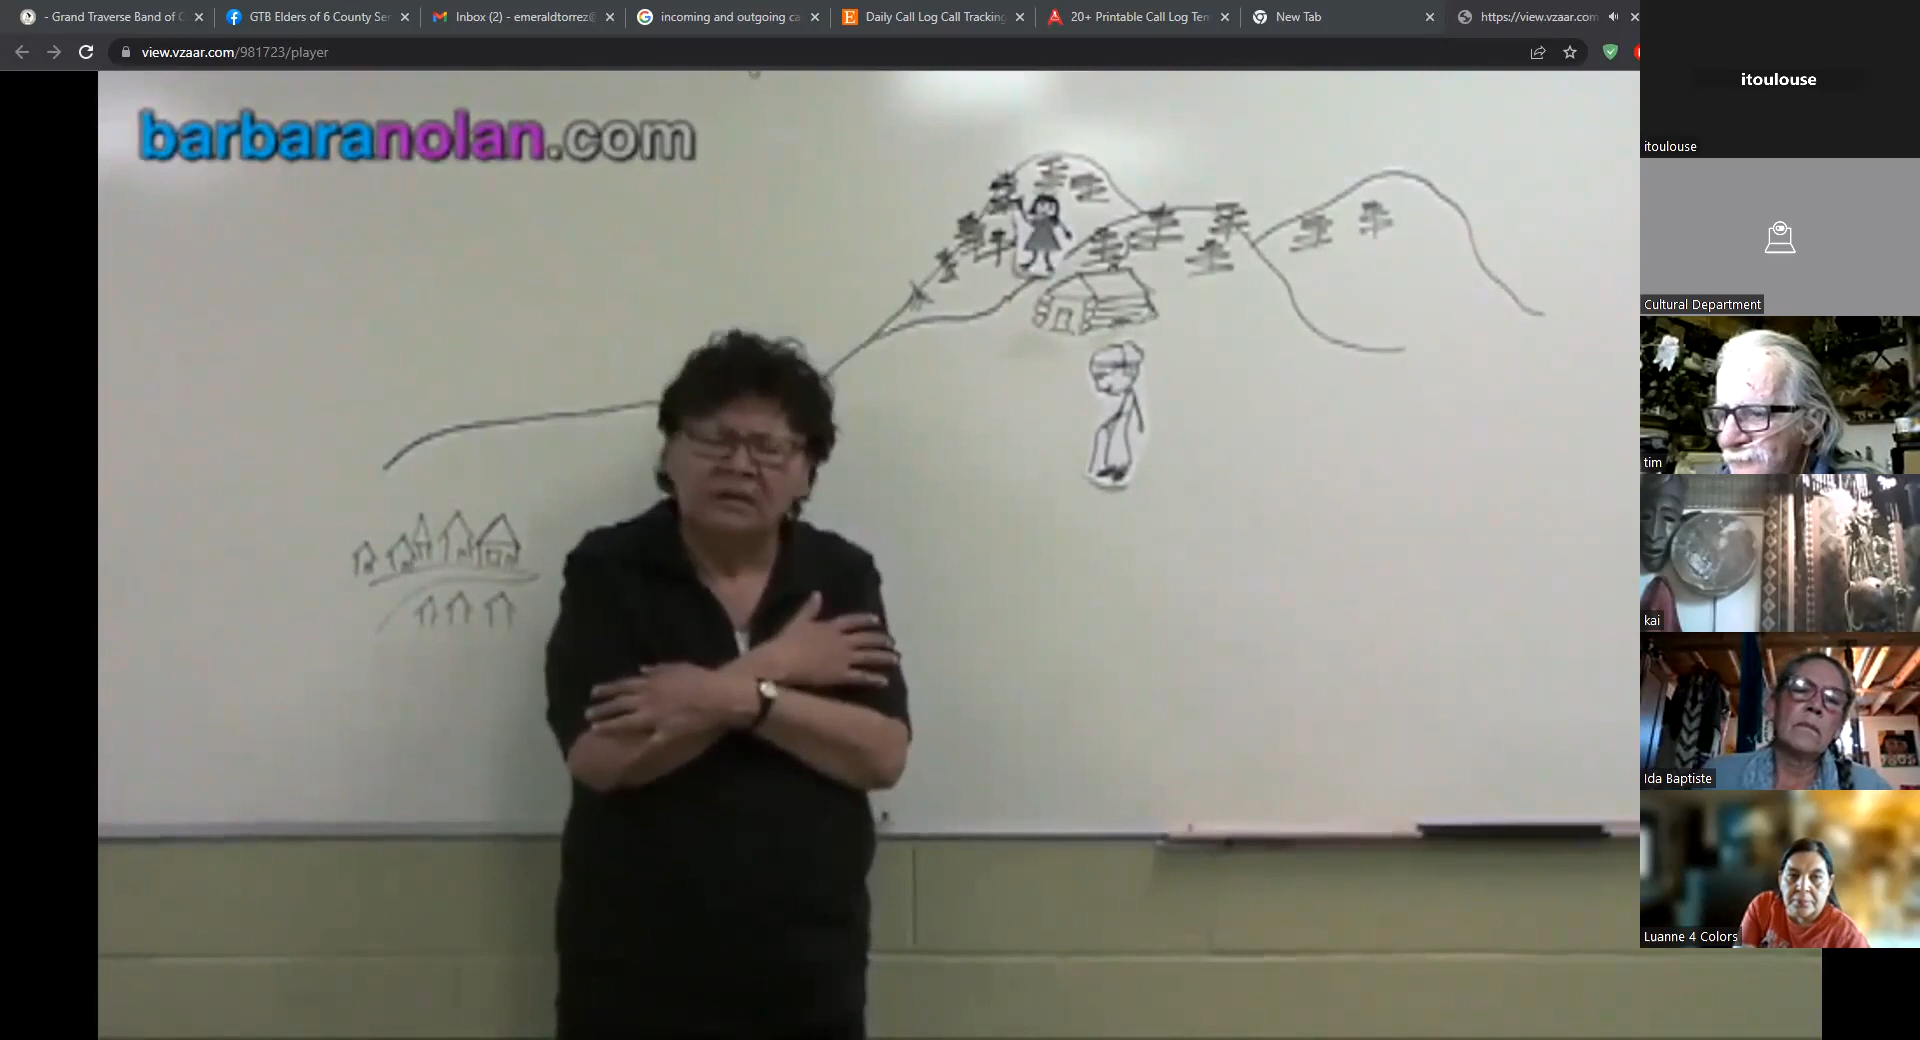 - Grand Traverse Band of O
GTB Elders of 6 County Ser
Inbox (2) - emeraldtorrez@
incoming and outgoing ca
Daily Call Log Call Tracking
20+ Printable Call Log Tem
New Tab
https://view.vzaar.com
view.vzaar.com/981723/player
barbaranolan.com
itoulouse
itoulouse
Cultural Department
tim
kai
Ida Baptiste
Luanne 4 Colors